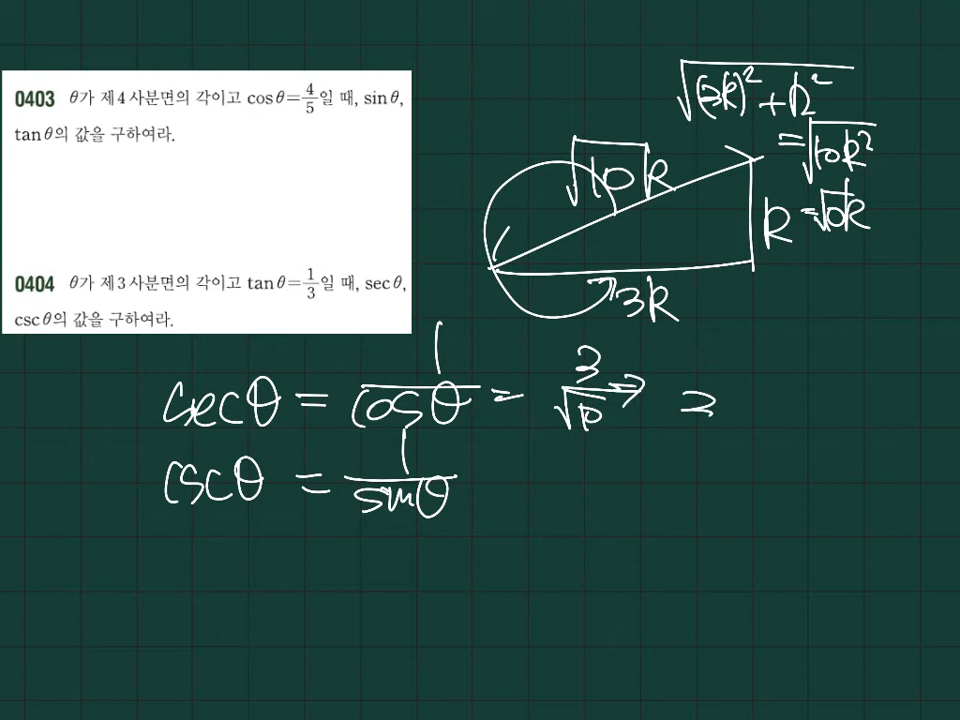 0403 θ가 제4사분면의 각이고 cosθ=4/5일 때, sinθ,
tanθ의 값을 구하여라.
0404 θ가 제3사분면의 각이고 tanθ=1/3일 때, secθ,
cscθ의 값을 구하여라.
√(3k)²+k²
=√10k²
=√10k
√10k
k
3k
secθ = 1/cosθ = 3/√10 → 3
cscθ = 1/sinθ